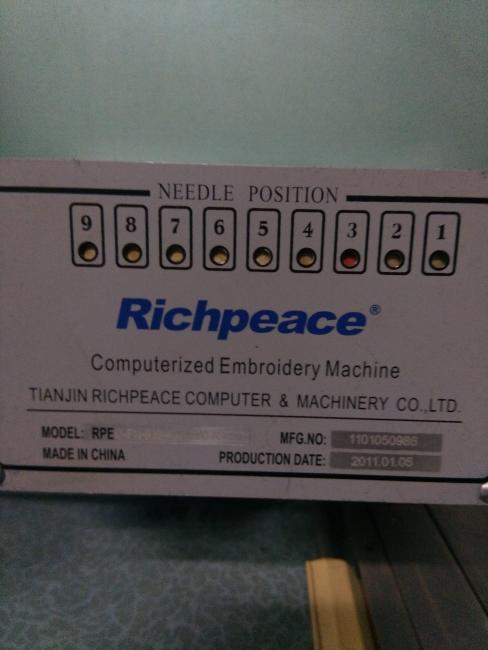 NEEDLE POSITION
9 8 7 6 5 4 3 2 1
Richpeace®
Computerized Embroidery Machine
TIANJIN RICHPEACE COMPUTER & MACHINERY CO.,LTD.
MODEL: RPE MFG.NO: 1101050986
MADE IN CHINA PRODUCTION DATE: 2011.01.05